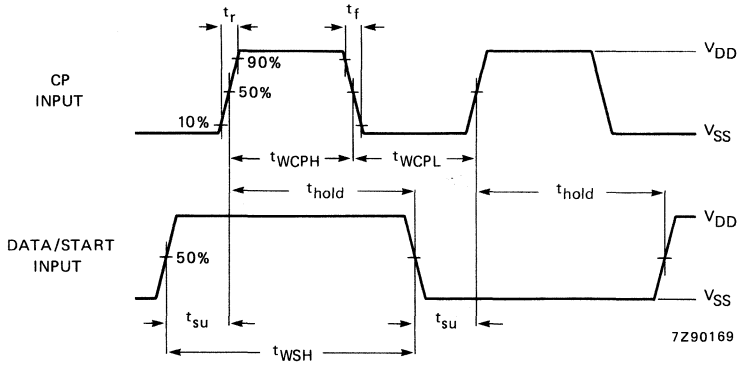 tr
tf
CP
INPUT
90%
50%
10%
VDD
VSS
tWCPH
tWCPL
thold
thold
DATA/START
INPUT
50%
VDD
VSS
tsu
tsu
tWSH
7Z90169